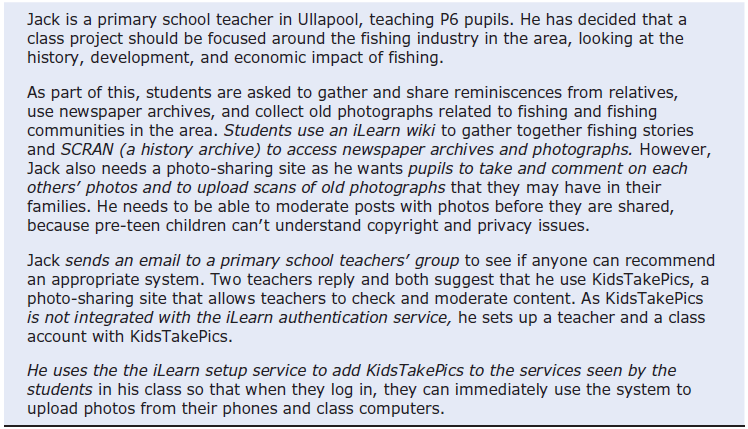 Jack is a primary school teacher in Ullapool, teaching P6 pupils. He has decided that a
class project should be focused around the fishing industry in the area, looking at the
history, development, and economic impact of fishing.
As part of this, students are asked to gather and share reminiscences from relatives,
use newspaper archives, and collect old photographs related to fishing and fishing
communities in the area. Students use an iLearn wiki to gather together fishing stories
and SCRAN (a history archive) to access newspaper archives and photographs. However,
Jack also needs a photo-sharing site as he wants pupils to take and comment on each
others’ photos and to upload scans of old photographs that they may have in their
families. He needs to be able to moderate posts with photos before they are shared,
because pre-teen children can’t understand copyright and privacy issues.
Jack sends an email to a primary school teachers’ group to see if anyone can recommend
an appropriate system. Two teachers reply and both suggest that he use KidsTakePics, a
photo-sharing site that allows teachers to check and moderate content. As KidsTakePics
is not integrated with the iLearn authentication service, he sets up a teacher and a class
account with KidsTakePics.
He uses the the iLearn setup service to add KidsTakePics to the services seen by the
students in his class so that when they log in, they can immediately use the system to
upload photos from their phones and class computers.